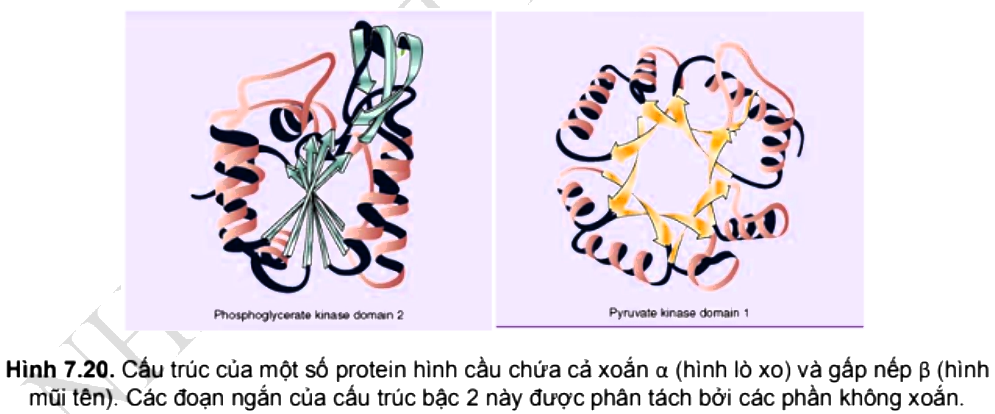 Phosphoglycerate kinase domain 2
Pyruvate kinase domain 1
Hình 7.20. Cấu trúc của một số protein hình cầu chứa cả xoắn α (hình lò xo) và gấp nếp β (hình
mũi tên). Các đoạn ngắn của cấu trúc bậc 2 này được phân tách bởi các phần không xoắn.